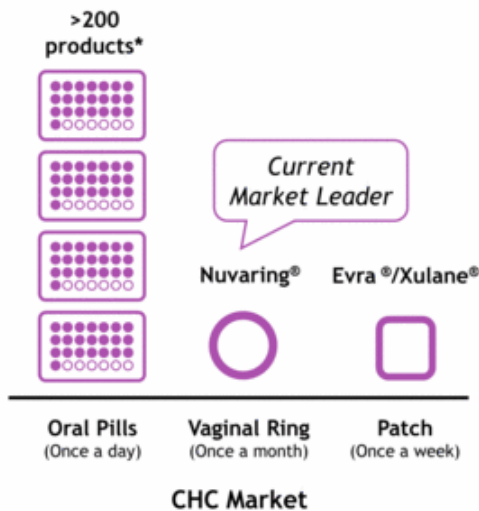 >200
products*
Current
Market Leader
Nuvaring®
Evra ®/Xulane®
Oral Pills
(Once a day)
Vaginal Ring
(Once a month)
Patch
(Once a week)
CHC Market